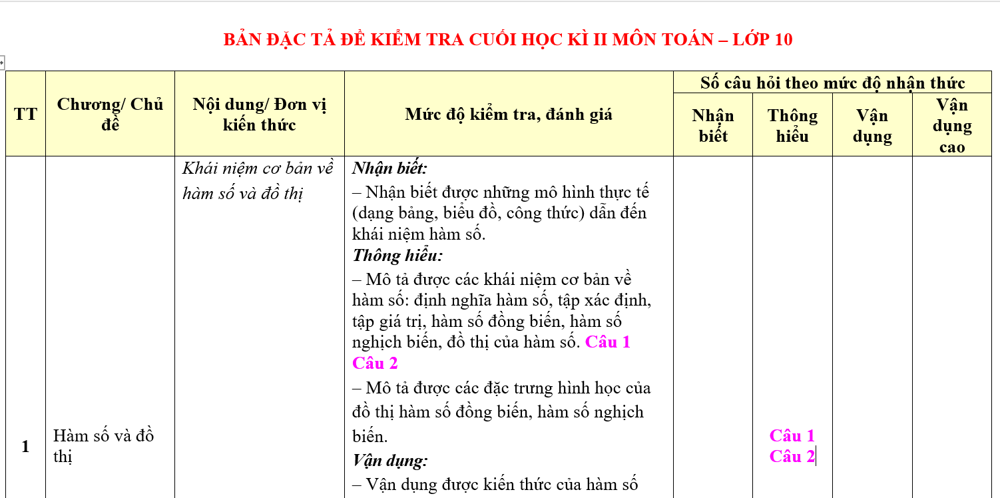 BẢN ĐẶC TẢ ĐỀ KIỂM TRA CUỐI HỌC KÌ II MÔN TOÁN – LỚP 10
TT
Chương/ Chủ
đề
Nội dung/ Đơn vị
kiến thức
Mức độ kiểm tra, đánh giá
Số câu hỏi theo mức độ nhận thức
Nhận
biết
Thông
hiểu
Vận
dụng
Vận
dụng
cao
1
Hàm số và đồ
thị
Khái niệm cơ bản về
hàm số và đồ thị
Nhận biết:
– Nhận biết được những mô hình thực tế
(dạng bảng, biểu đồ, công thức) dẫn đến
khái niệm hàm số.
Thông hiểu:
– Mô tả được các khái niệm cơ bản về
hàm số: định nghĩa hàm số, tập xác định,
tập giá trị, hàm số đồng biến, hàm số
nghịch biến, đồ thị của hàm số. Câu 1
Câu 2
– Mô tả được các đặc trưng hình học của
đồ thị hàm số đồng biến, hàm số nghịch
biến.
Vận dụng:
– Vận dụng được kiến thức của hàm số
Câu 1
Câu 2